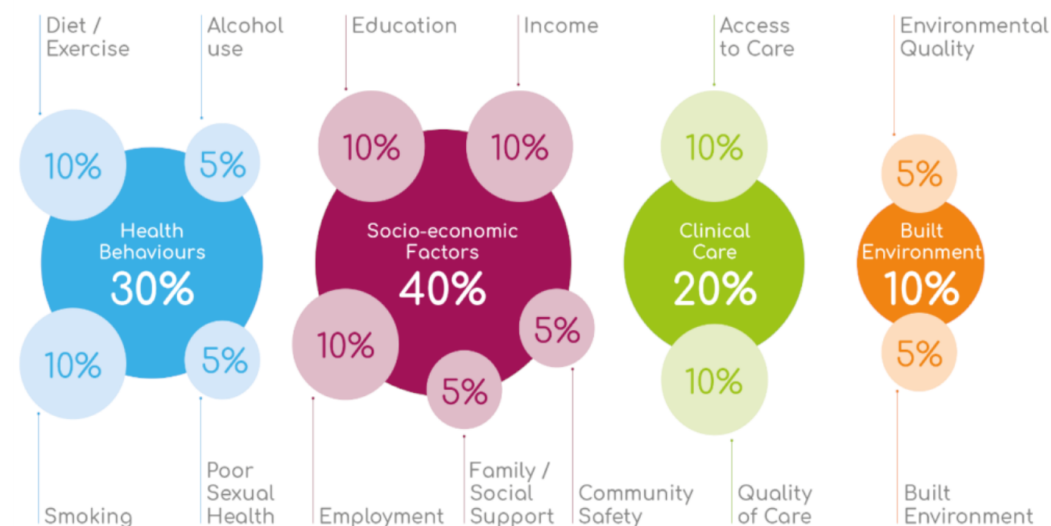 Diet /
Exercise
Alcohol
use
Education
Income
Access
to Care
Environmental
Quality
10%
5%
10%
10%
10%
5%
Health
Behaviours
30%
Socio-economic
Factors
40%
Clinical
Care
20%
Built
Environment
10%
10%
5%
10%
5%
5%
10%
5%
Smoking
Poor
Sexual
Health
Employment
Family /
Social
Support
Community
Safety
Quality
of Care
Built
Environment